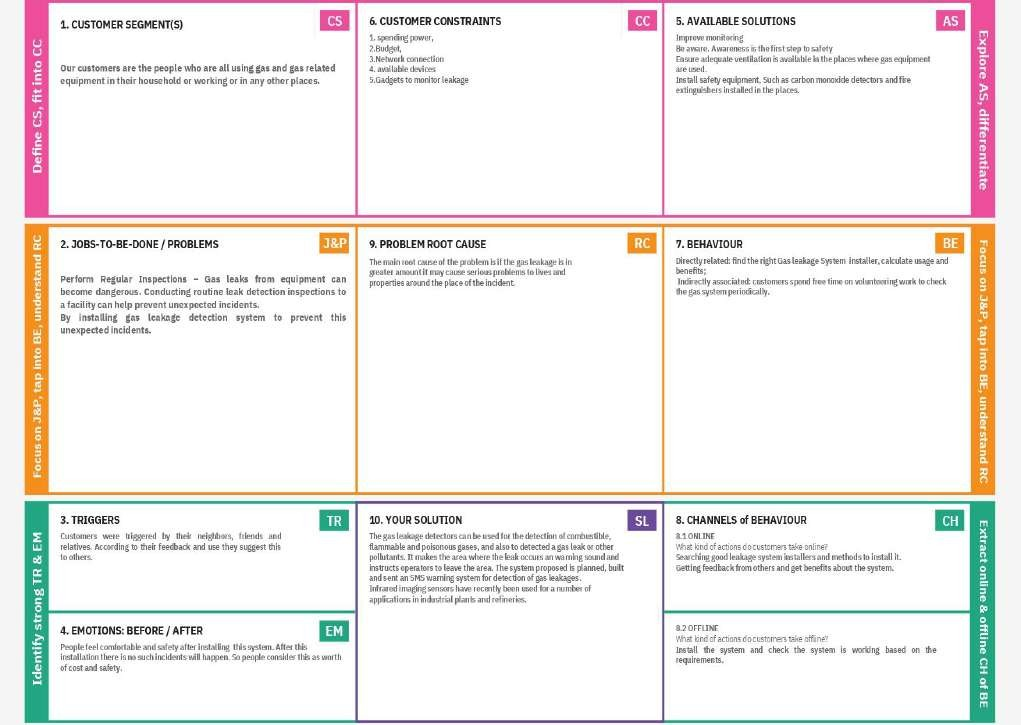 Define CS, fit into CC
1. CUSTOMER SEGMENT(S)
CS
Our customers are the people who are all using gas and gas related
equipment in their household or working or in any other places.
6. CUSTOMER CONSTRAINTS
CC
1. spending power,
2.Budget,
3.Network connection
4. available devices
5.Gadgets to monitor leakage
5. AVAILABLE SOLUTIONS
AS
Improve monitoring
Be aware. Awareness is the first step to safety
Ensure adequate ventilation is available in the places where gas equipment
are used.
Install safety equipment, Such as carbon monoxide detectors and fire
extinguishers installed in the places.
Explore AS, differentiate
Focus on J&P, tap into BE, understand RC
2. JOBS-TO-BE-DONE / PROBLEMS
J&P
Perform Regular Inspections – Gas leaks from equipment can
become dangerous. Conducting routine leak detection inspections to
a facility can help prevent unexpected incidents.
By installing gas leakage detection system to prevent this
unexpected incidents.
9. PROBLEM ROOT CAUSE
RC
The main root cause of the problem is if the gas leakage is in
greater amount it may cause serious problems to lives and
properties around the place of the incident.
7. BEHAVIOUR
BE
Directly related: find the right Gas leakage System installer, calculate usage and
benefits;
Indirectly associated: customers spend free time on volunteering work to check
the gas system periodically.
Focus on J&P, tap into BE, understand RC
Identify strong TR & EM
3. TRIGGERS
TR
Customers were triggered by their neighbors, friends and
relatives. According to their feedback and use they suggest this
to others.
4. EMOTIONS: BEFORE / AFTER
EM
People feel comfortable and safety after installing this system. After this
installation there is no such incidents will happen. So people consider this as worth
of cost and safety.
10. YOUR SOLUTION
SL
The gas leakage detectors can be used for the detection of combustible,
flammable and poisonous gases, and also to detected a gas leak or other
pollutants. It makes the area where the leak occurs an warning sound and
instructs operators to leave the area. The system proposed is planned, built
and sent an SMS warning system for detection of gas leakages.
Infrared imaging sensors have recently been used for a number of
applications in industrial plants and refineries.
8. CHANNELS of BEHAVIOUR
CH
8.1 ONLINE
What kind of actions do customers take online?
Searching good leakage system installers and methods to install it.
Getting feedback from others and get benefits about the system.
8.2 OFFLINE
What kind of actions do customers take offline?
Install the system and check the system is working based on the
requirements.
Extract online & offline CH of BE